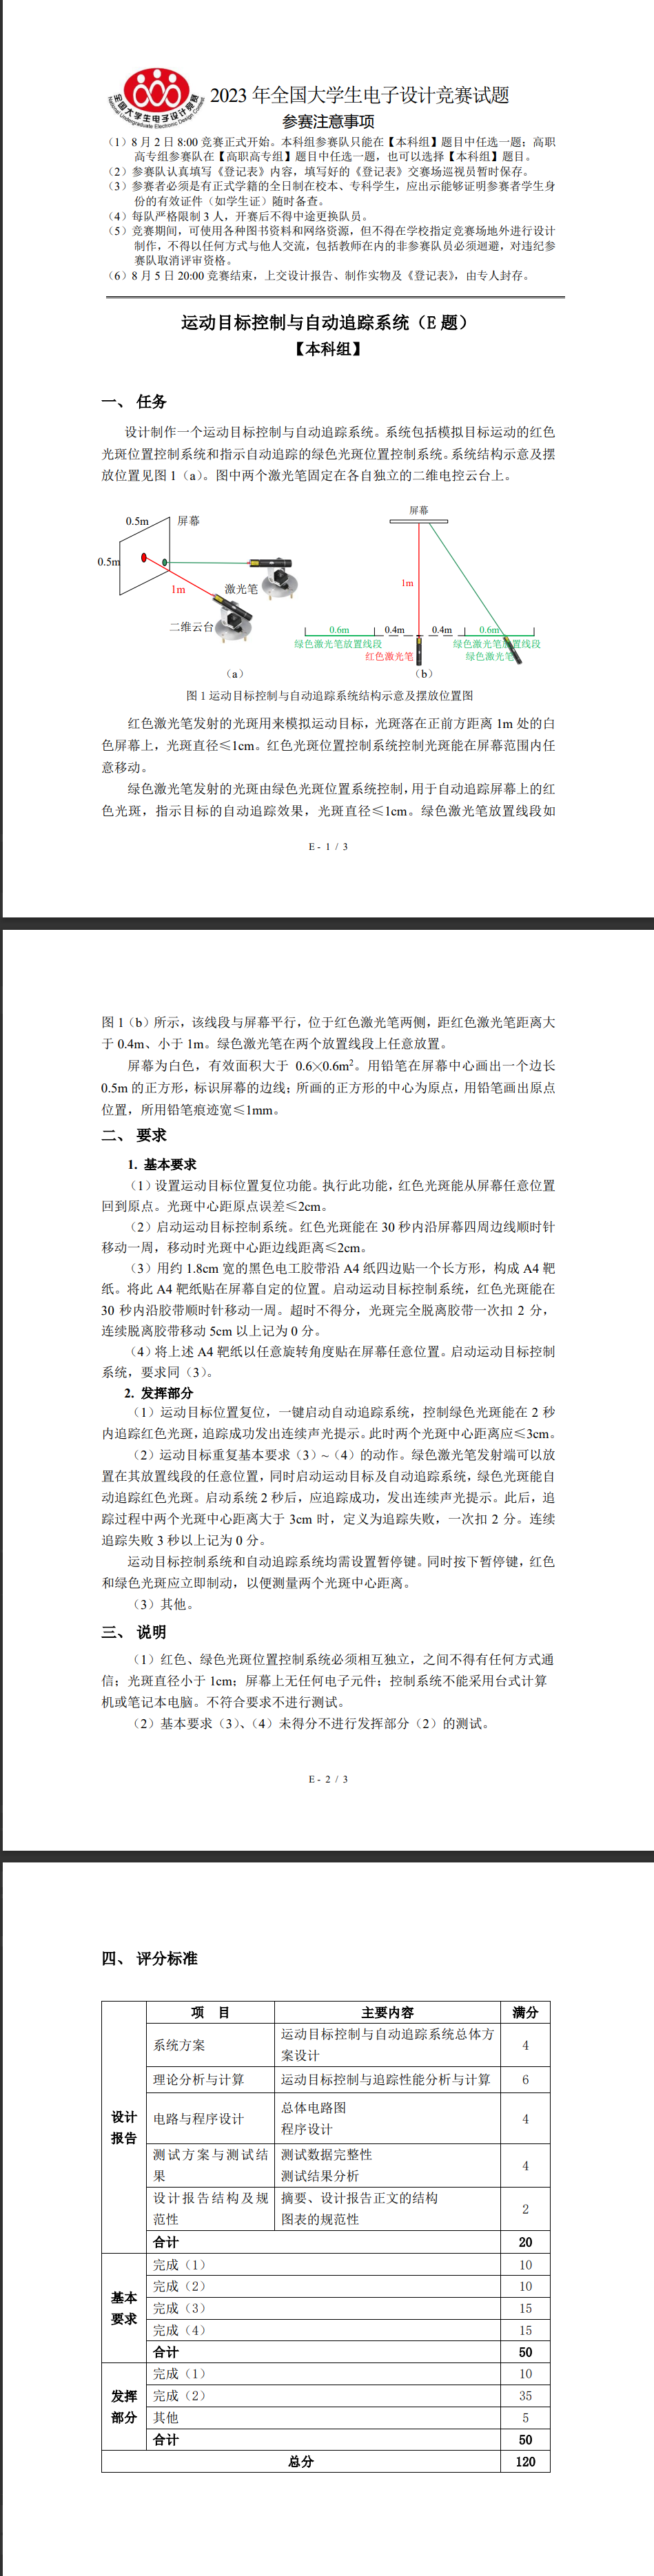 全国大学生电子设计竞赛
National Undergraduate Electronic Design Contest
2023 年全国大学生电子设计竞赛试题
参赛注意事项
(1)8 月 2 日 8:00 竞赛正式开始。本科组参赛队只能在【本科组】题目中任选一题;高职
高专组参赛队在【高职高专组】题目中任选一题,也可以选择【本科组】题目。
(2)参赛队认真填写《登记表》内容,填写好的《登记表》交赛场巡视员暂时保存。
(3)参赛者必须是有正式学籍的全日制在校本、专科学生,应出示能够证明参赛者学生身
份的有效证件(如学生证)随时备查。
(4)每队严格限制 3 人,开赛后不得中途更换队员。
(5)竞赛期间,可使用各种图书资料和网络资源,但不得在学校指定竞赛场地外进行设计
制作,不得以任何方式与他人交流,包括教师在内的非参赛队员必须迴避,对违纪参
赛队取消评审资格。
(6)8 月 5 日 20:00 竞赛结束,上交设计报告、制作实物及《登记表》,由专人封存。
运动目标控制与自动追踪系统(E 题)
【本科组】
一、 任务
设计制作一个运动目标控制与自动追踪系统。系统包括模拟目标运动的红色
光斑位置控制系统和指示自动追踪的绿色光斑位置控制系统。系统结构示意及摆
放位置见图 1(a)。图中两个激光笔固定在各自独立的二维电控云台上。
0.5m
屏幕
0.5m
1m
激光笔
二维云台
(a)
屏幕
1m
0.6m
0.4m
0.4m
0.6m
绿色激光笔放置线段
绿色激光笔放置线段
红色激光笔
绿色激光笔
(b)
图 1 运动目标控制与自动追踪系统结构示意及摆放位置图
红色激光笔发射的光斑用来模拟运动目标,光斑落在正前方距离 1m 处的白
色屏幕上,光斑直径≤1cm。红色光斑位置控制系统控制光斑能在屏幕范围内任
意移动。
绿色激光笔发射的光斑由绿色光斑位置系统控制,用于自动追踪屏幕上的红
色光斑,指示目标的自动追踪效果,光斑直径≤1cm。绿色激光笔放置线段如
E - 1 / 3
图 1(b)所示,该线段与屏幕平行,位于红色激光笔两侧,距红色激光笔距离大
于 0.4m、小于 1m。绿色激光笔在两个放置线段上任意放置。
屏幕为白色,有效面积大于 0.6×0.6m²。用铅笔在屏幕中心画出一个边长
0.5m 的正方形,标识屏幕的边线;所画的正方形的中心为原点,用铅笔画出原点
位置,所用铅笔痕迹宽≤1mm。
二、 要求
1. 基本要求
(1)设置运动目标位置复位功能。执行此功能,红色光斑能从屏幕任意位置
回到原点。光斑中心距原点误差≤2cm。
(2)启动运动目标控制系统。红色光斑能在 30 秒内沿屏幕四周边线顺时针
移动一周,移动时光斑中心距边线距离≤2cm。
(3)用约 1.8cm 宽的黑色电工胶带沿 A4 纸四边贴一个长方形,构成 A4 靶
纸。将此 A4 靶纸贴在屏幕自定的位置。启动运动目标控制系统,红色光斑能在
30 秒内沿胶带顺时针移动一周。超时不得分,光斑完全脱离胶带一次扣 2 分,
连续脱离胶带移动 5cm 以上记为 0 分。
(4)将上述 A4 靶纸以任意旋转角度贴在屏幕任意位置。启动运动目标控制
系统,要求同(3)。
2. 发挥部分
(1)运动目标位置复位,一键启动自动追踪系统,控制绿色光斑能在 2 秒
内追踪红色光斑,追踪成功发出连续声光提示。此时两个光斑中心距离应≤3cm。
(2)运动目标重复基本要求(3)~(4)的动作。绿色激光笔发射端可以放
置在其放置线段的任意位置,同时启动运动目标及自动追踪系统,绿色光斑能自
动追踪红色光斑。启动系统 2 秒后,应追踪成功,发出连续声光提示。此后,追
踪过程中两个光斑中心距离大于 3cm 时,定义为追踪失败,一次扣 2 分。连续
追踪失败 3 秒以上记为 0 分。
运动目标控制系统和自动追踪系统均需设置暂停键。同时按下暂停键,红色
和绿色光斑应立即制动,以便测量两个光斑中心距离。
(3)其他。
三、 说明
(1)红色、绿色光斑位置控制系统必须相互独立,之间不得有任何方式通
信;光斑直径小于 1cm;屏幕上无任何电子元件;控制系统不能采用台式计算
机或笔记本电脑。不符合要求不进行测试。
(2)基本要求(3)、(4)未得分不进行发挥部分(2)的测试。
E - 2 / 3
四、 评分标准
设计报告
项 目
主要内容
满分
系统方案
运动目标控制与自动追踪系统总体方
案设计
4
理论分析与计算
运动目标控制与追踪性能分析与计算
6
电路与程序设计
总体电路图
程序设计
4
测试方案与测试结
果
测试数据完整性
测试结果分析
4
设计报告结构及规
范性
摘要、设计报告正文的结构
图表的规范性
2
合计
20
基本要求
完成(1)
10
完成(2)
10
完成(3)
15
完成(4)
15
合计
50
发挥部分
完成(1)
10
完成(2)
35
其他
5
合计
50
总分
120